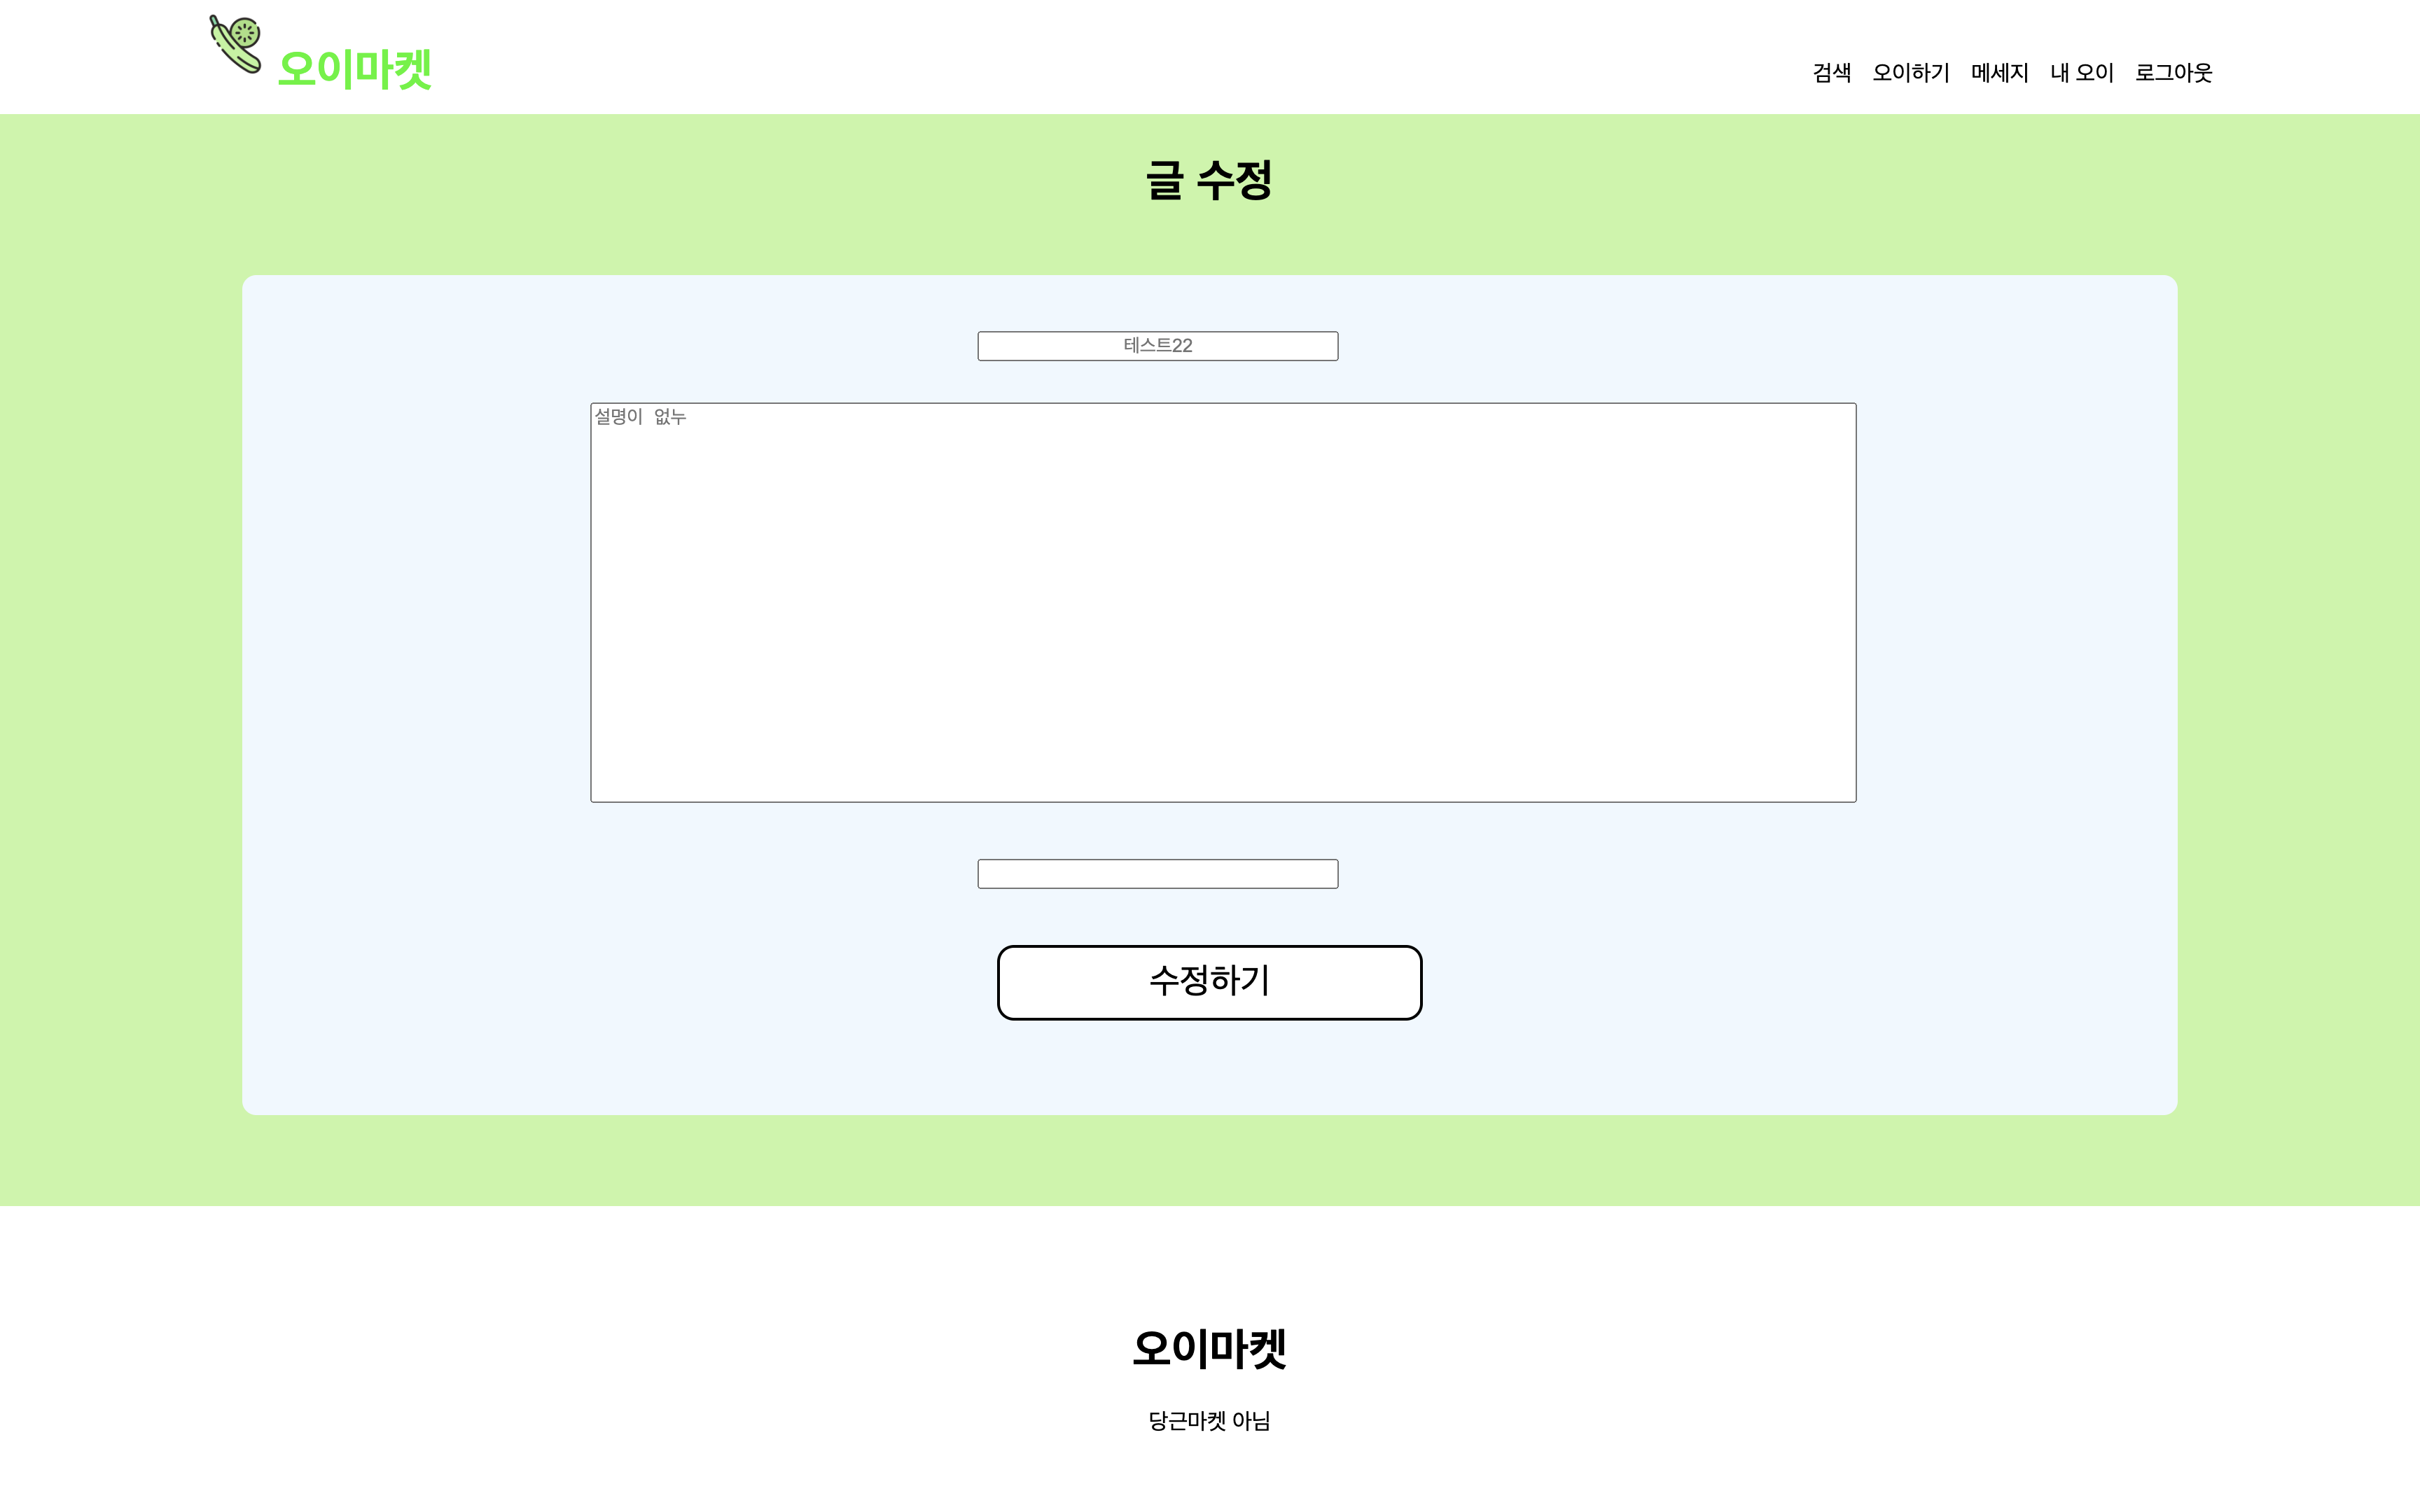 오이마켓
검색 오이하기 메세지 내 오이 로그아웃
글 수정
테스트22
설명이 없누
수정하기
오이마켓
당근마켓 아님